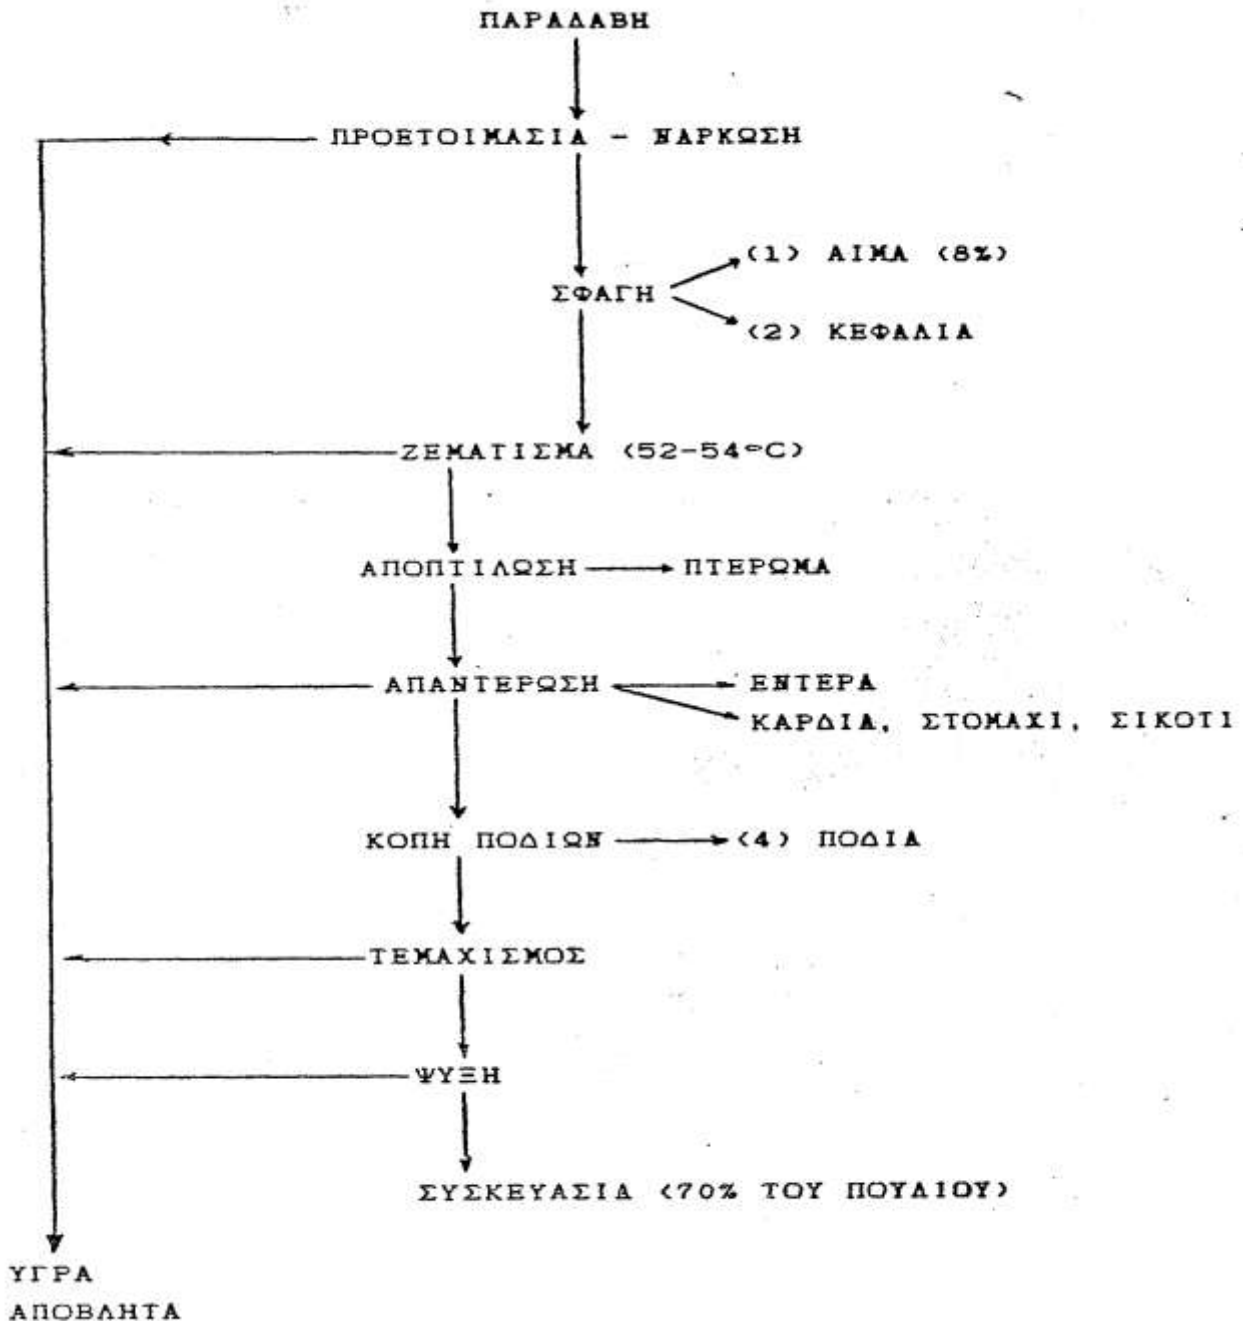 ΠΑΡΑΛΑΒΗ
ΠΡΟΕΤΟΙΜΑΣΙΑ - ΝΑΡΚΩΣΗ
(1) ΑΙΜΑ (8%)
ΣΦΑΓΗ
(2) ΚΕΦΑΛΙΑ
ΖΕΜΑΤΙΣΜΑ (52-54°C)
ΑΠΟΠΤΙΛΩΣΗ
ΠΤΕΡΩΜΑ
ΑΠΑΝΤΕΡΩΣΗ
ΕΝΤΕΡΑ
ΚΑΡΔΙΑ, ΣΤΟΜΑΧΙ, ΣΙΚΟΤΙ
ΚΟΠΗ ΠΟΔΙΩΝ
(4) ΠΟΔΙΑ
ΤΕΜΑΧΙΣΜΟΣ
ΨΥΞΗ
ΣΥΣΚΕΥΑΣΙΑ (70% ΤΟΥ ΠΟΥΛΙΟΥ)
ΥΓΡΑ
ΑΠΟΒΛΗΤΑ